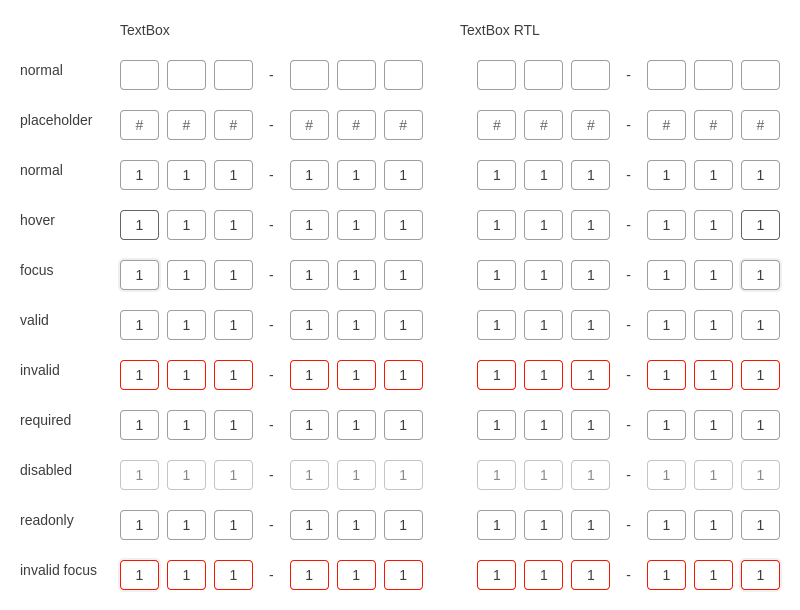 TextBox TextBox RTL
normal - -
placeholder # # # - # # # # # # - # # #
normal 1 1 1 - 1 1 1 1 1 1 - 1 1 1
hover 1 1 1 - 1 1 1 1 1 1 - 1 1 1
focus 1 1 1 - 1 1 1 1 1 1 - 1 1 1
valid 1 1 1 - 1 1 1 1 1 1 - 1 1 1
invalid 1 1 1 - 1 1 1 1 1 1 - 1 1 1
required 1 1 1 - 1 1 1 1 1 1 - 1 1 1
disabled 1 1 1 - 1 1 1 1 1 1 - 1 1 1
readonly 1 1 1 - 1 1 1 1 1 1 - 1 1 1
invalid focus 1 1 1 - 1 1 1 1 1 1 - 1 1 1